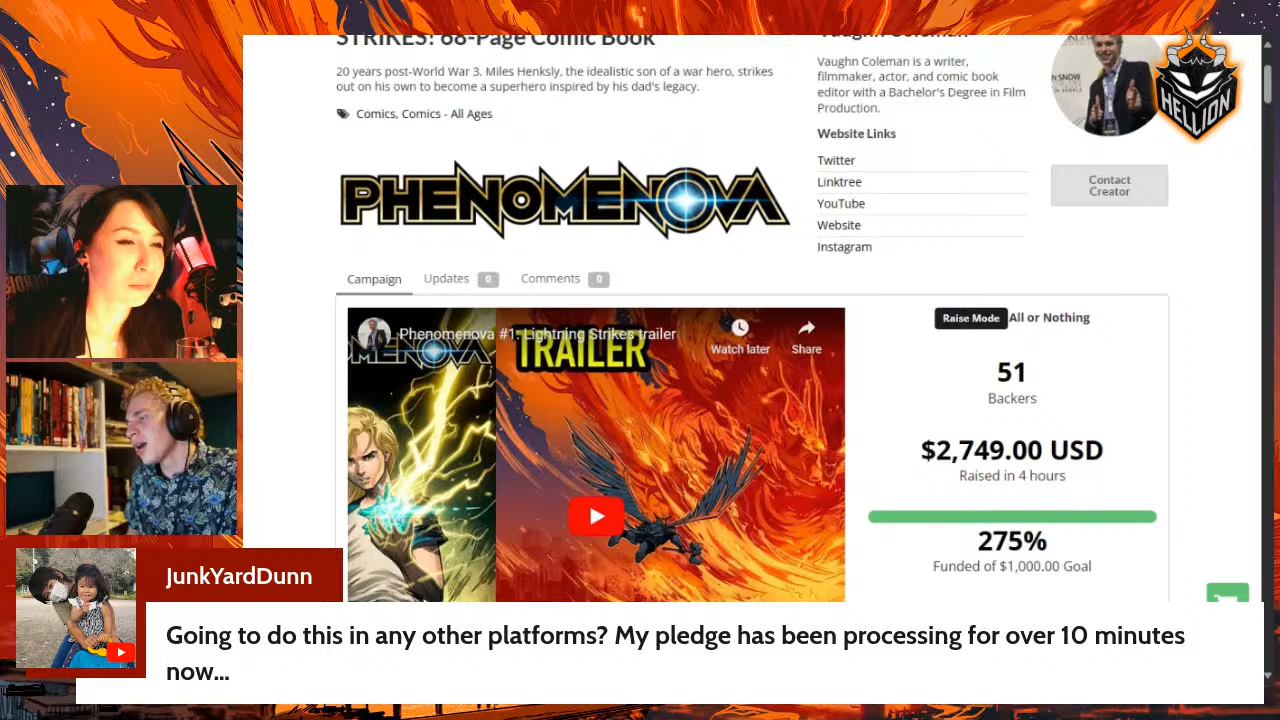 STRIKES! 68-Page Comic Book
20 years post-World War 3, Miles Henksly, the idealistic son of a war hero, strikes
out on his own to become a superhero inspired by his dad's legacy.
Comics, Comics - All Ages
PHENOMENOVA
Vaughn Coleman
Vaughn Coleman is a writer,
filmmaker, actor, and comic book
editor with a Bachelor's Degree in Film
Production.
Website Links
Twitter
Linktree
YouTube
Website
Instagram
N SNOW
HELLION
Contact
Creator
Campaign
Updates 0
Comments 0
Phenomenova #1: Lightning Strikes trailer
TRAILER
Watch later
Share
Raise Mode All or Nothing
51
Backers
$2,749.00 USD
Raised in 4 hours
275%
Funded of $1,000.00 Goal
JunkYardDunn
Going to do this in any other platforms? My pledge has been processing for over 10 minutes
now...